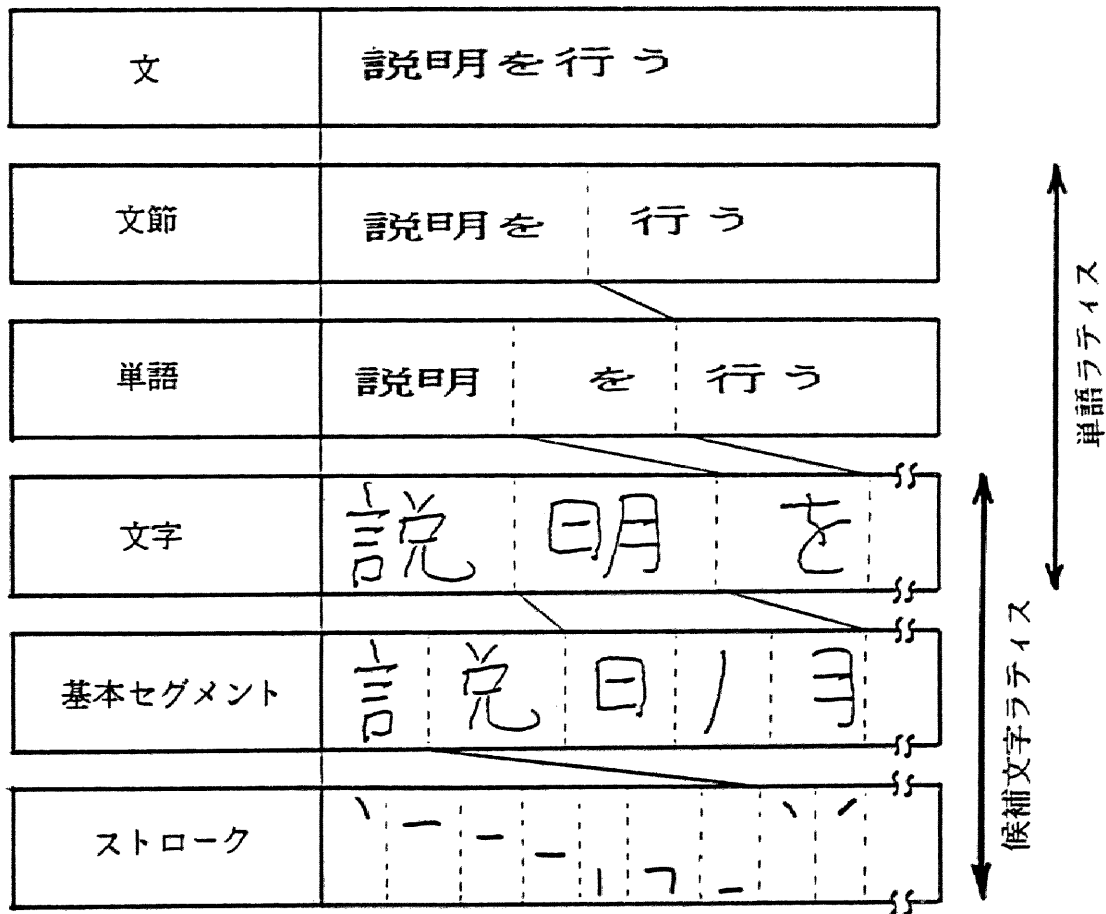 文 説明を行う
文節 説明を 行う
単語 説明 を 行う
文字 説 明 を
基本セグメント 言 兌 日 丿 ヨ
ストローク
単語ラティス
候補文字ラティス